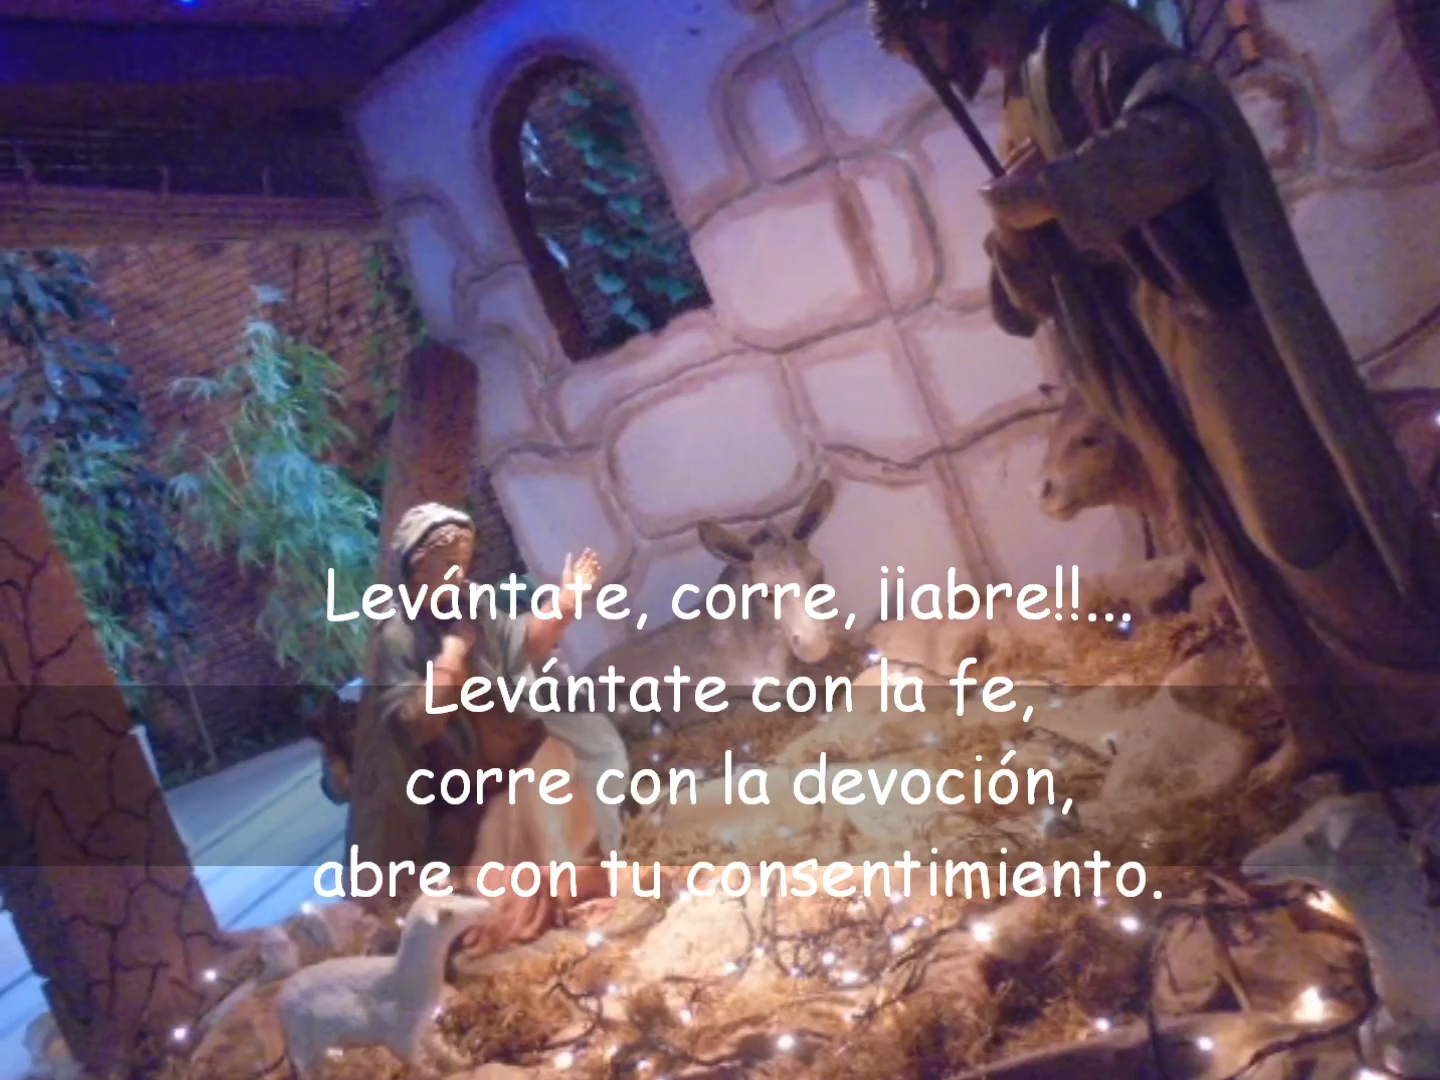 Levántate, corre, ¡¡abre!!...
Levántate con la fe,
corre con la devoción,
abre con tu consentimiento.